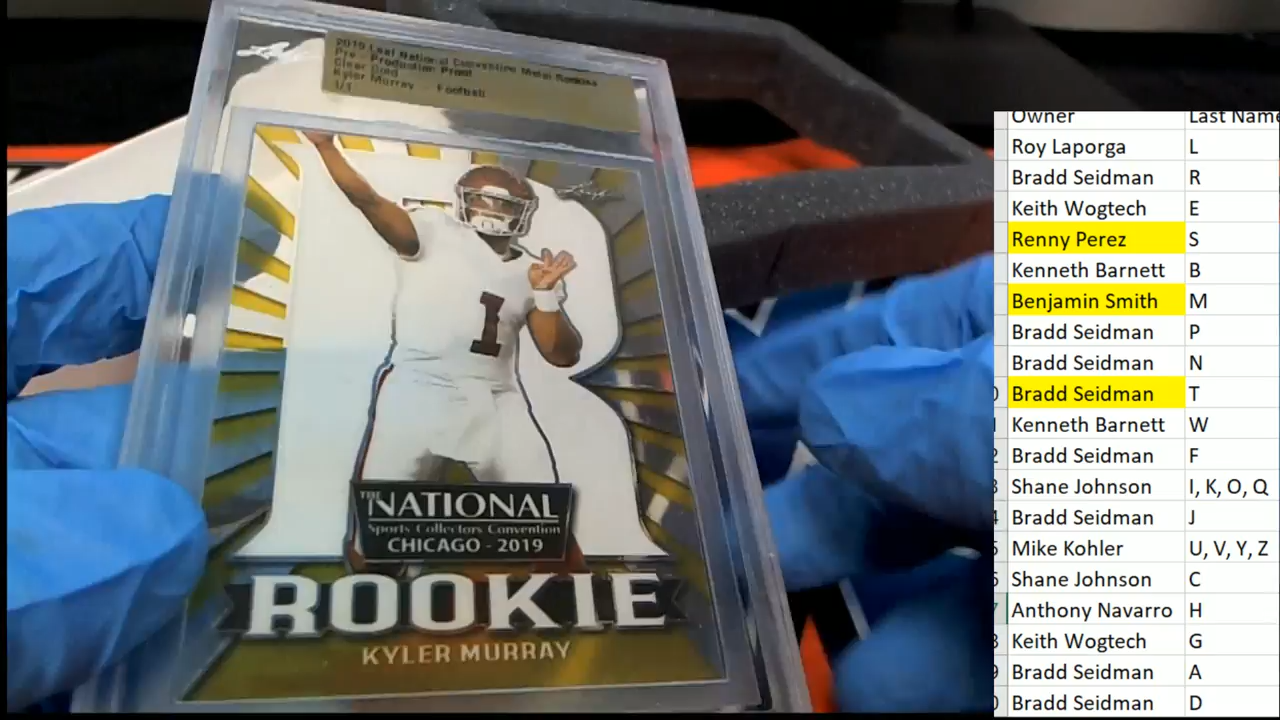 2019 Leaf National Convention Metal Rookies
Pre - Production Proof
Clear Gold
Kyler Murray - Football
1/1
1
THE
NATIONAL
Sports Collectors Convention
CHICAGO - 2019
ROOKIE
KYLER MURRAY
Owner Last Name
Roy Laporga L
Bradd Seidman R
Keith Wogtech E
Renny Perez S
Kenneth Barnett B
Benjamin Smith M
Bradd Seidman P
Bradd Seidman N
Bradd Seidman T
Kenneth Barnett W
Bradd Seidman F
Shane Johnson I, K, O, Q
Bradd Seidman J
Mike Kohler U, V, Y, Z
Shane Johnson C
Anthony Navarro H
Keith Wogtech G
Bradd Seidman A
Bradd Seidman D